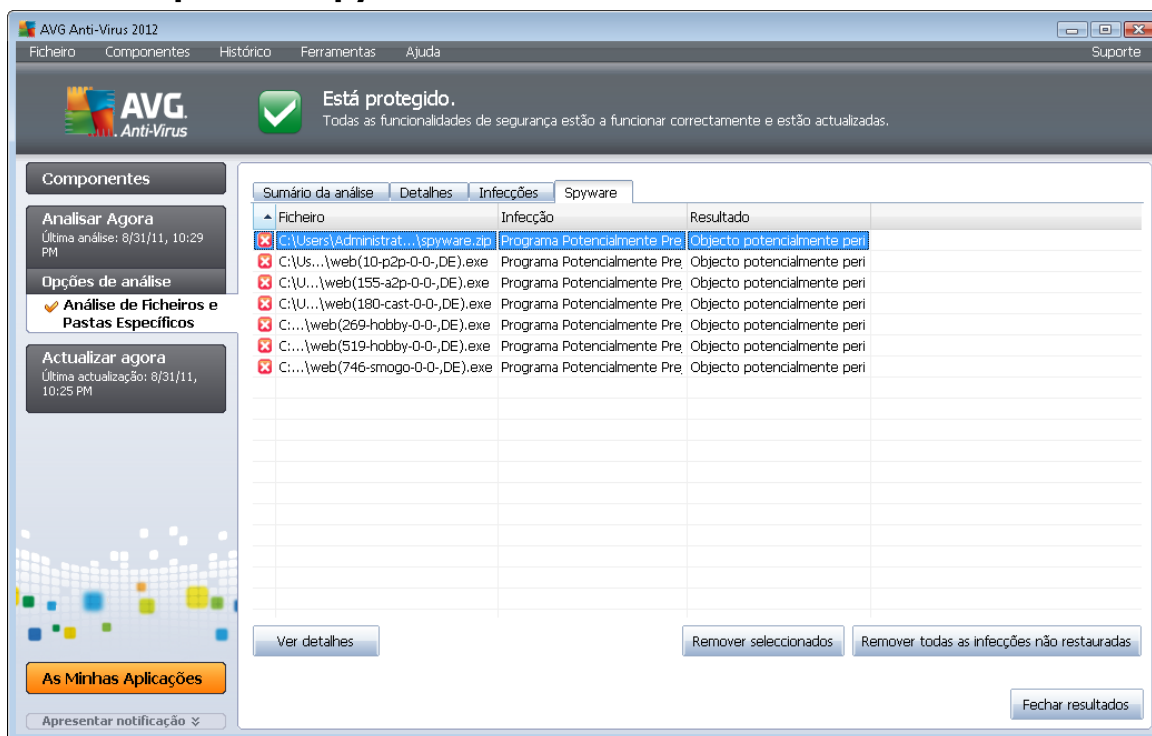 AVG Anti-Virus 2012
Ficheiro Componentes Histórico Ferramentas Ajuda Suporte
AVG.
Anti-Virus
Está protegido.
Todas as funcionalidades de segurança estão a funcionar correctamente e estão actualizadas.
Componentes
Analisar Agora
Última análise: 8/31/11, 10:29
PM
Opções de análise
Análise de Ficheiros e
Pastas Específicos
Actualizar agora
Última actualização: 8/31/11,
10:25 PM
As Minhas Aplicações
Apresentar notificação
Sumário da análise Detalhes Infecções Spyware
Ficheiro Infecção Resultado
C:\Users\Administrat...\spyware.zip Programa Potencialmente Pre Objecto potencialmente peri
C:\Us...\web(10-p2p-0-0-,DE).exe Programa Potencialmente Pre Objecto potencialmente peri
C:\U...\web(155-a2p-0-0-,DE).exe Programa Potencialmente Pre Objecto potencialmente peri
C:\U...\web(180-cast-0-0-,DE).exe Programa Potencialmente Pre Objecto potencialmente peri
C:...\web(269-hobby-0-0-,DE).exe Programa Potencialmente Pre Objecto potencialmente peri
C:...\web(519-hobby-0-0-,DE).exe Programa Potencialmente Pre Objecto potencialmente peri
C:...\web(746-smogo-0-0-,DE).exe Programa Potencialmente Pre Objecto potencialmente peri
Ver detalhes Remover seleccionados Remover todas as infecções não restauradas
Fechar resultados